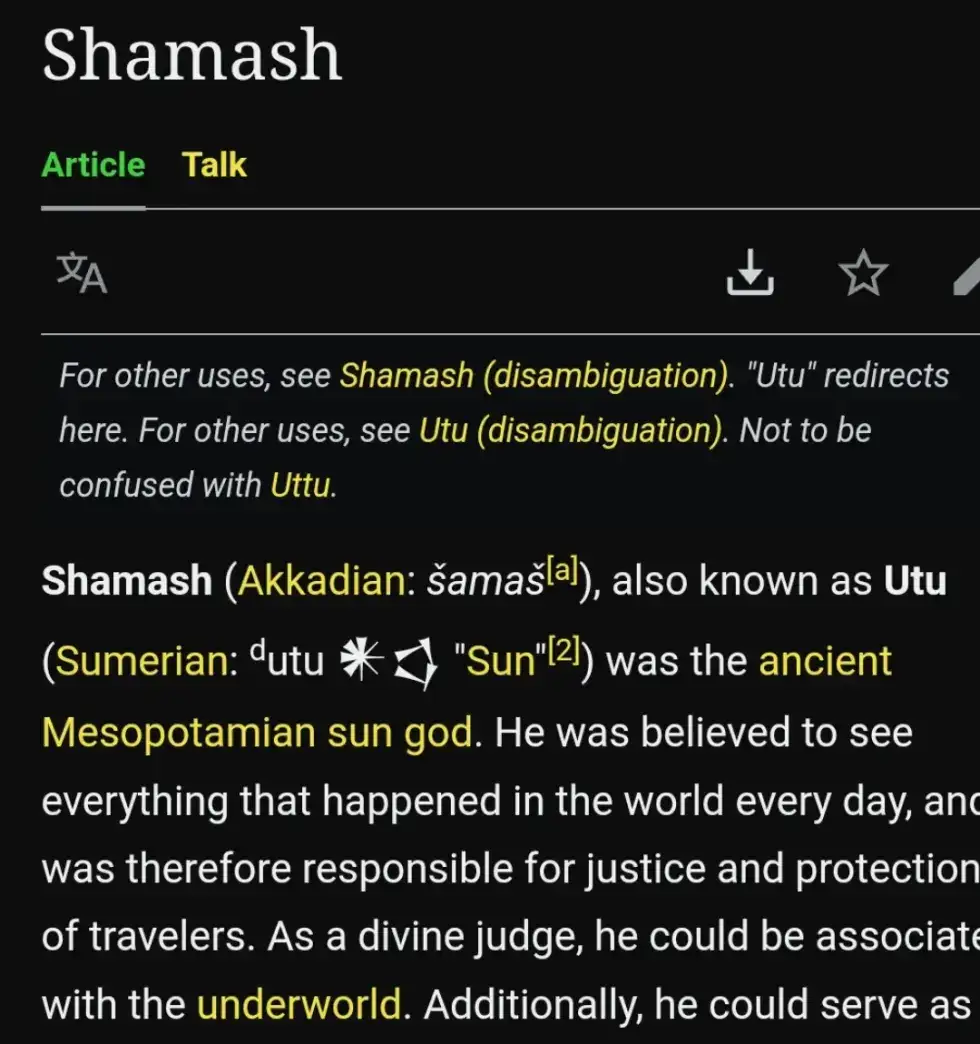 Shamash
Article Talk
文A
For other uses, see Shamash (disambiguation). "Utu" redirects
here. For other uses, see Utu (disambiguation). Not to be
confused with Uttu.
Shamash (Akkadian: šamaš[a]), also known as Utu
(Sumerian: dutu 𒀭𒌓 "Sun"[2]) was the ancient
Mesopotamian sun god. He was believed to see
everything that happened in the world every day, and
was therefore responsible for justice and protection
of travelers. As a divine judge, he could be associate
with the underworld. Additionally, he could serve as